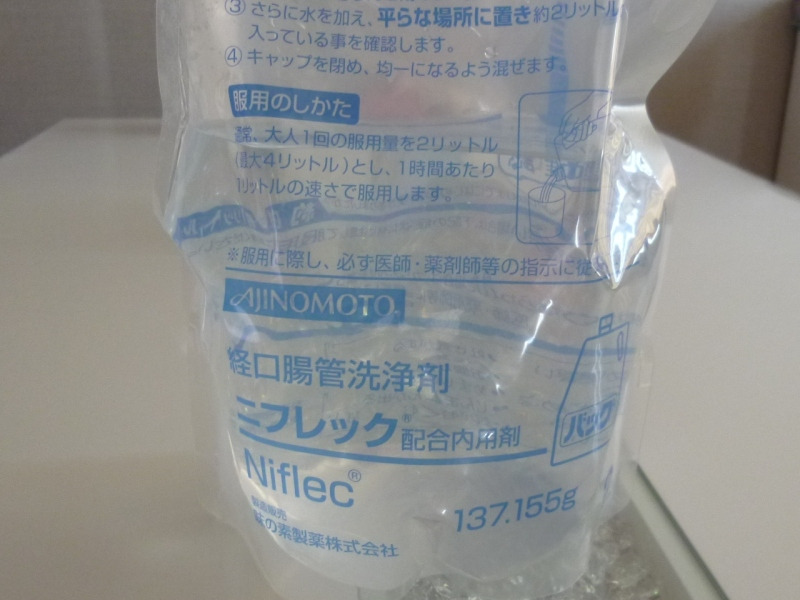 ③ さらに水を加え、平らな場所に置き約2リットル
入っている事を確認します。
④ キャップを閉め、均一になるよう混ぜます。
服用のしかた
通常、大人1回の服用量を2リットル
(最大4リットル)とし、1時間あたり
1リットルの速さで服用します。
※服用に際し、必ず医師・薬剤師等の指示に従
AJINOMOTO
経口腸管洗浄剤
ニフレック® 配合内用剤
パック
Niflec®
137.155g
製造販売
味の素製薬株式会社